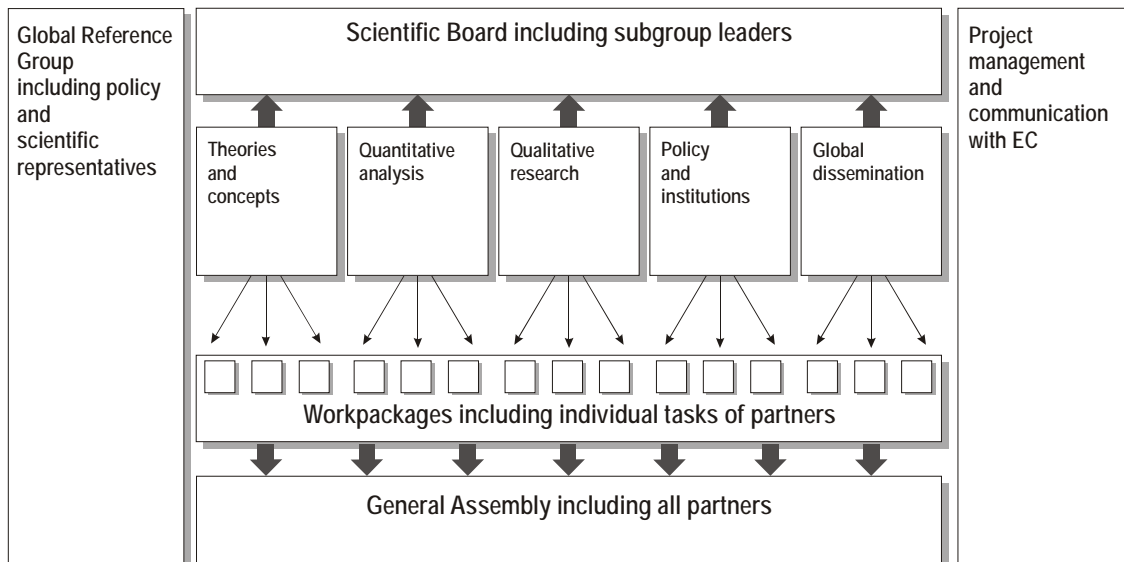 Global Reference
Group
including policy
and
scientific
representatives
Scientific Board including subgroup leaders
Project
management
and
communication
with EC
Theories
and
concepts
Quantitative
analysis
Qualitative
research
Policy
and
institutions
Global
dissemination
Workpackages including individual tasks of partners
General Assembly including all partners